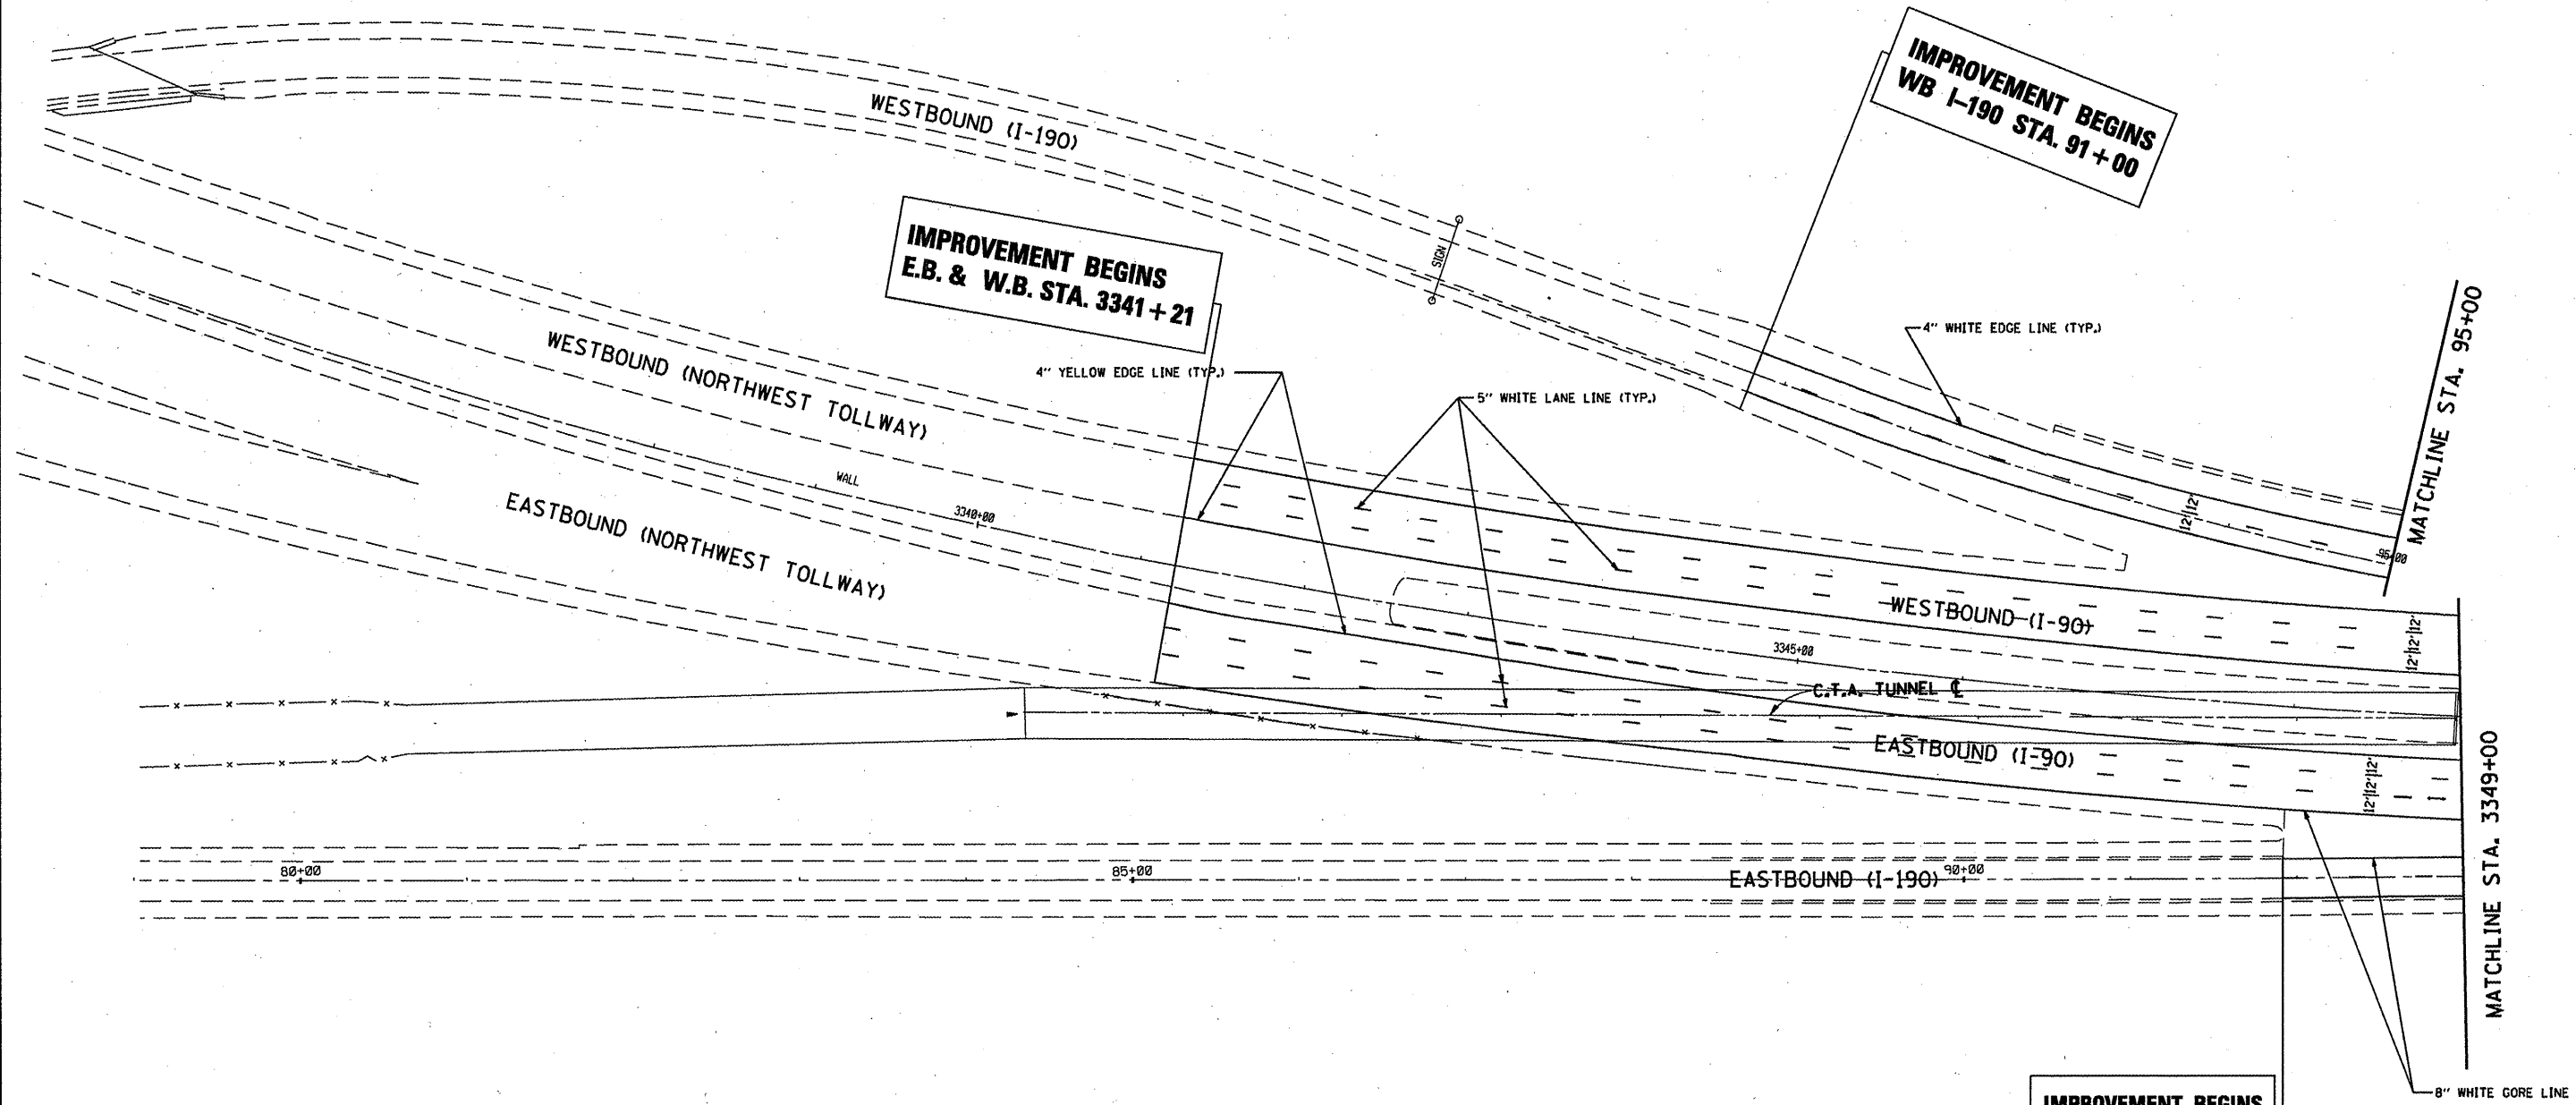 IMPROVEMENT BEGINS
WB I-190 STA. 91+00
WESTBOUND (I-190)
IMPROVEMENT BEGINS
E.B. & W.B. STA. 3341+21
SIGN
MATCHLINE STA. 95+00
4" WHITE EDGE LINE (TYP.)
WESTBOUND (NORTHWEST TOLLWAY)
4" YELLOW EDGE LINE (TYP.)
5" WHITE LANE LINE (TYP.)
WALL
3340+00
12'|12'
95+00
EASTBOUND (NORTHWEST TOLLWAY)
WESTBOUND (I-90)
12'|12'|12'
3345+00
C.T.A. TUNNEL ℄
EASTBOUND (I-90)
12'|12'|12'
MATCHLINE STA. 3349+00
80+00
85+00
EASTBOUND (I-190)
90+00
IMPROVEMENT BEGINS
8" WHITE GORE LINE